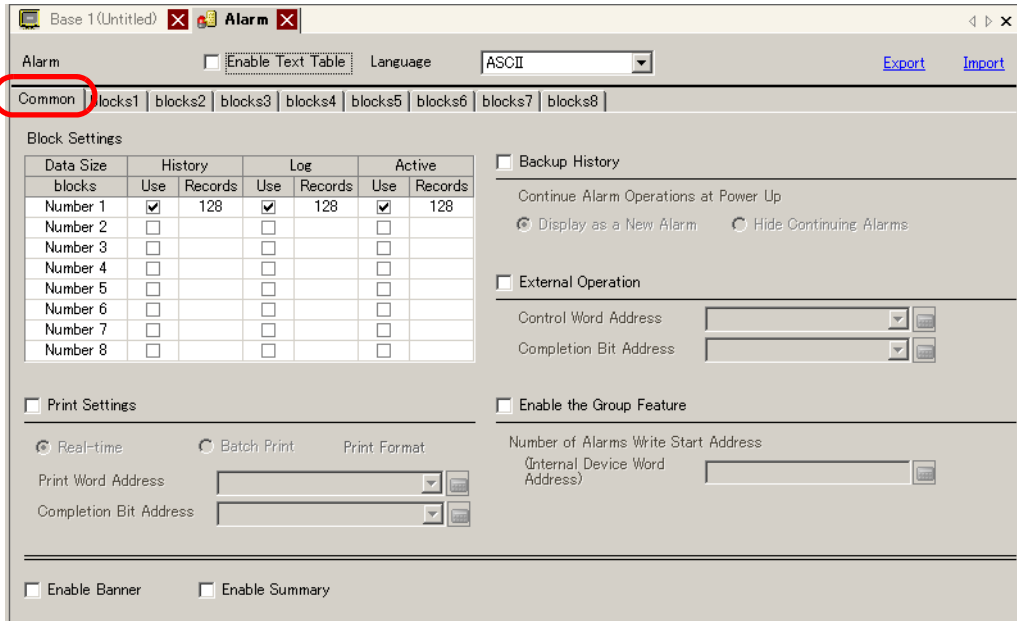 Base 1(Untitled) Alarm
Alarm Enable Text Table Language ASCII Export Import
Common blocks1 blocks2 blocks3 blocks4 blocks5 blocks6 blocks7 blocks8
Block Settings
Data Size History Log Active
blocks Use Records Use Records Use Records
Number 1 128 128 128
Number 2
Number 3
Number 4
Number 5
Number 6
Number 7
Number 8
Backup History
Continue Alarm Operations at Power Up
Display as a New Alarm Hide Continuing Alarms
External Operation
Control Word Address
Completion Bit Address
Print Settings
Real-time Batch Print Print Format
Print Word Address
Completion Bit Address
Enable the Group Feature
Number of Alarms Write Start Address
(Internal Device Word
Address)
Enable Banner Enable Summary